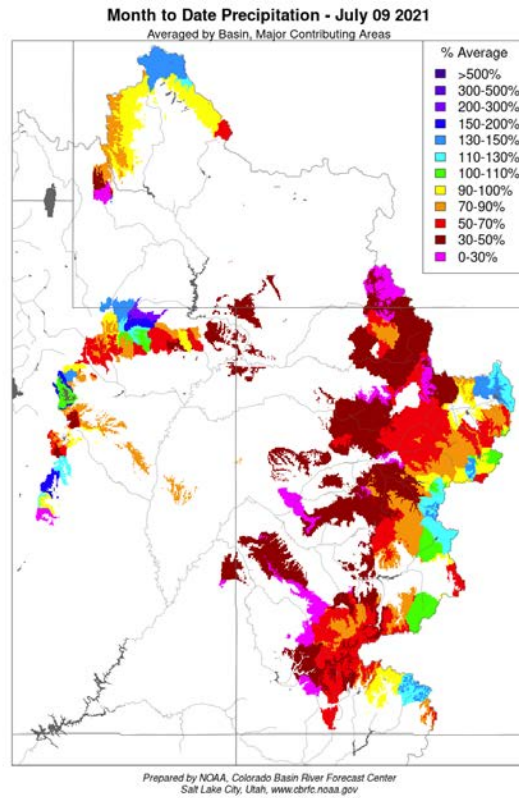 Month to Date Precipitation - July 09 2021
Averaged by Basin, Major Contributing Areas
% Average
>500%
300-500%
200-300%
150-200%
130-150%
110-130%
100-110%
90-100%
70-90%
50-70%
30-50%
0-30%
Prepared by NOAA, Colorado Basin River Forecast Center
Salt Lake City, Utah, www.cbrfc.noaa.gov